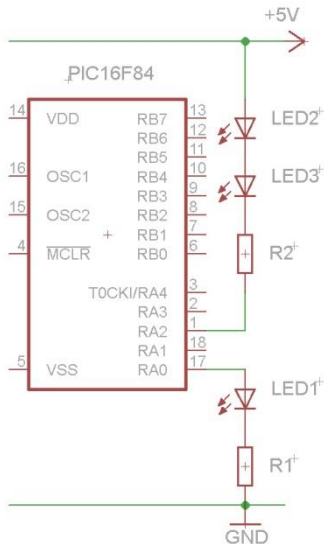 +5V
PIC16F84
14 VDD RB7 13
RB6 12 LED2
RB5 11
16 OSC1 RB4 10 LED3
RB3 9
15 OSC2 RB2 8
RB1 7
4 MCLR RB0 6 R2
T0CKI/RA4 3
RA3 2
RA2 1
RA1 18
5 VSS RA0 17
LED1
R1
GND